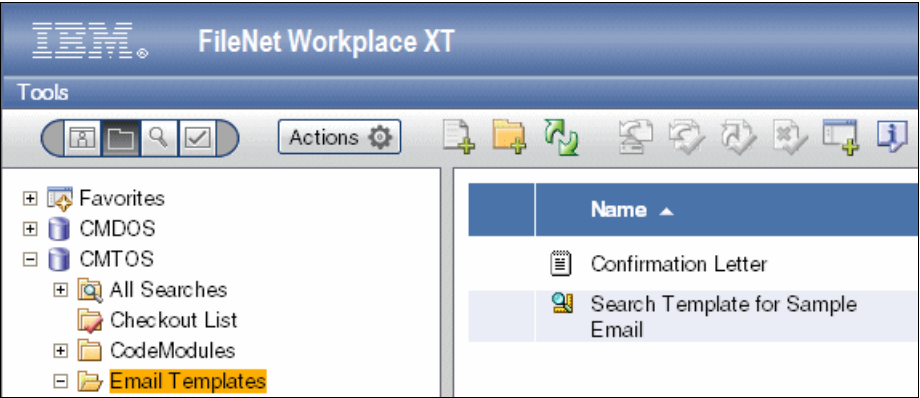 IBM® FileNet Workplace XT
Tools
Actions
Favorites
CMDOS
CMTOS
All Searches
Checkout List
CodeModules
Email Templates
Name
Confirmation Letter
Search Template for Sample
Email